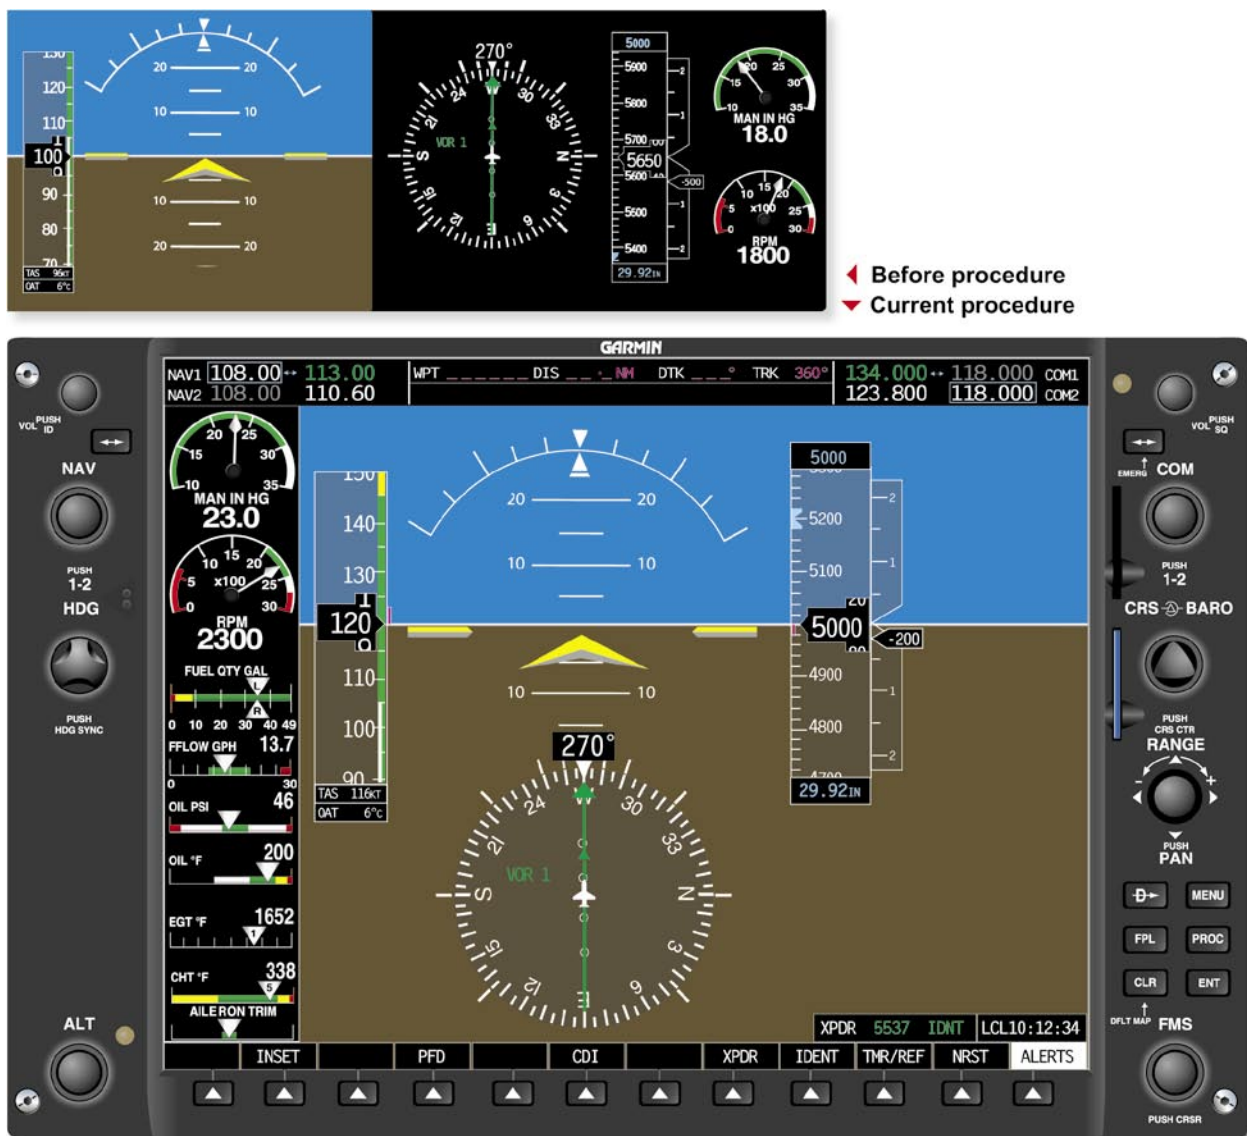 270°
5000
130
120
110
100
1
9
90
80
70
TAS 96KT
OAT 6°C
20 20
10 10
10 10
20 20
24 W 30
21 33
VOR 1
S N
15 3
12 E 6
5900
5800
5700
5650
5600
5600
5400
29.92IN
2
1
-500
1
2
20 25
15 30
10 35
MAN IN HG
18.0
10 15 20
5 x100 25
0 30
RPM
1800
Before procedure
Current procedure
GARMIN
NAV1 108.00 ↔ 113.00 WPT _ _ _ _ _ _ DIS _ _ ._ NM DTK _ _ _° TRK 360° 134.000 ↔ 118.000 COM1
NAV2 108.00 110.60 123.800 118.000 COM2
VOL PUSH ID
NAV
PUSH
1-2
HDG
PUSH
HDG SYNC
ALT
20 25
15 30
10 35
MAN IN HG
23.0
10 15 20
5 x100 25
0 30
RPM
2300
FUEL QTY GAL
L
R
0 10 20 30 40 49
FFLOW GPH 13.7
0 30
OIL PSI 46
OIL °F 200
EGT °F 1652
1
CHT °F 338
5
AILERON TRIM
150
140
130
1
120
9
110
100
90
TAS 116KT
OAT 6°C
20 20
10 10
10 10
270°
24 W 30
21 33
VOR 1
S N
15 3
12 E 6
5000
5200
5100
20
5000
4900
4800
4700
29.92IN
2
1
-200
1
2
XPDR 5537 IDNT LCL10:12:34
INSET PFD CDI XPDR IDENT TMR/REF NRST ALERTS
VOL PUSH SQ
EMERG COM
PUSH
1-2
CRS BARO
PUSH
CRS CTR
RANGE
- +
PUSH
PAN
D MENU
FPL PROC
CLR ENT
DFLT MAP FMS
PUSH CRSR